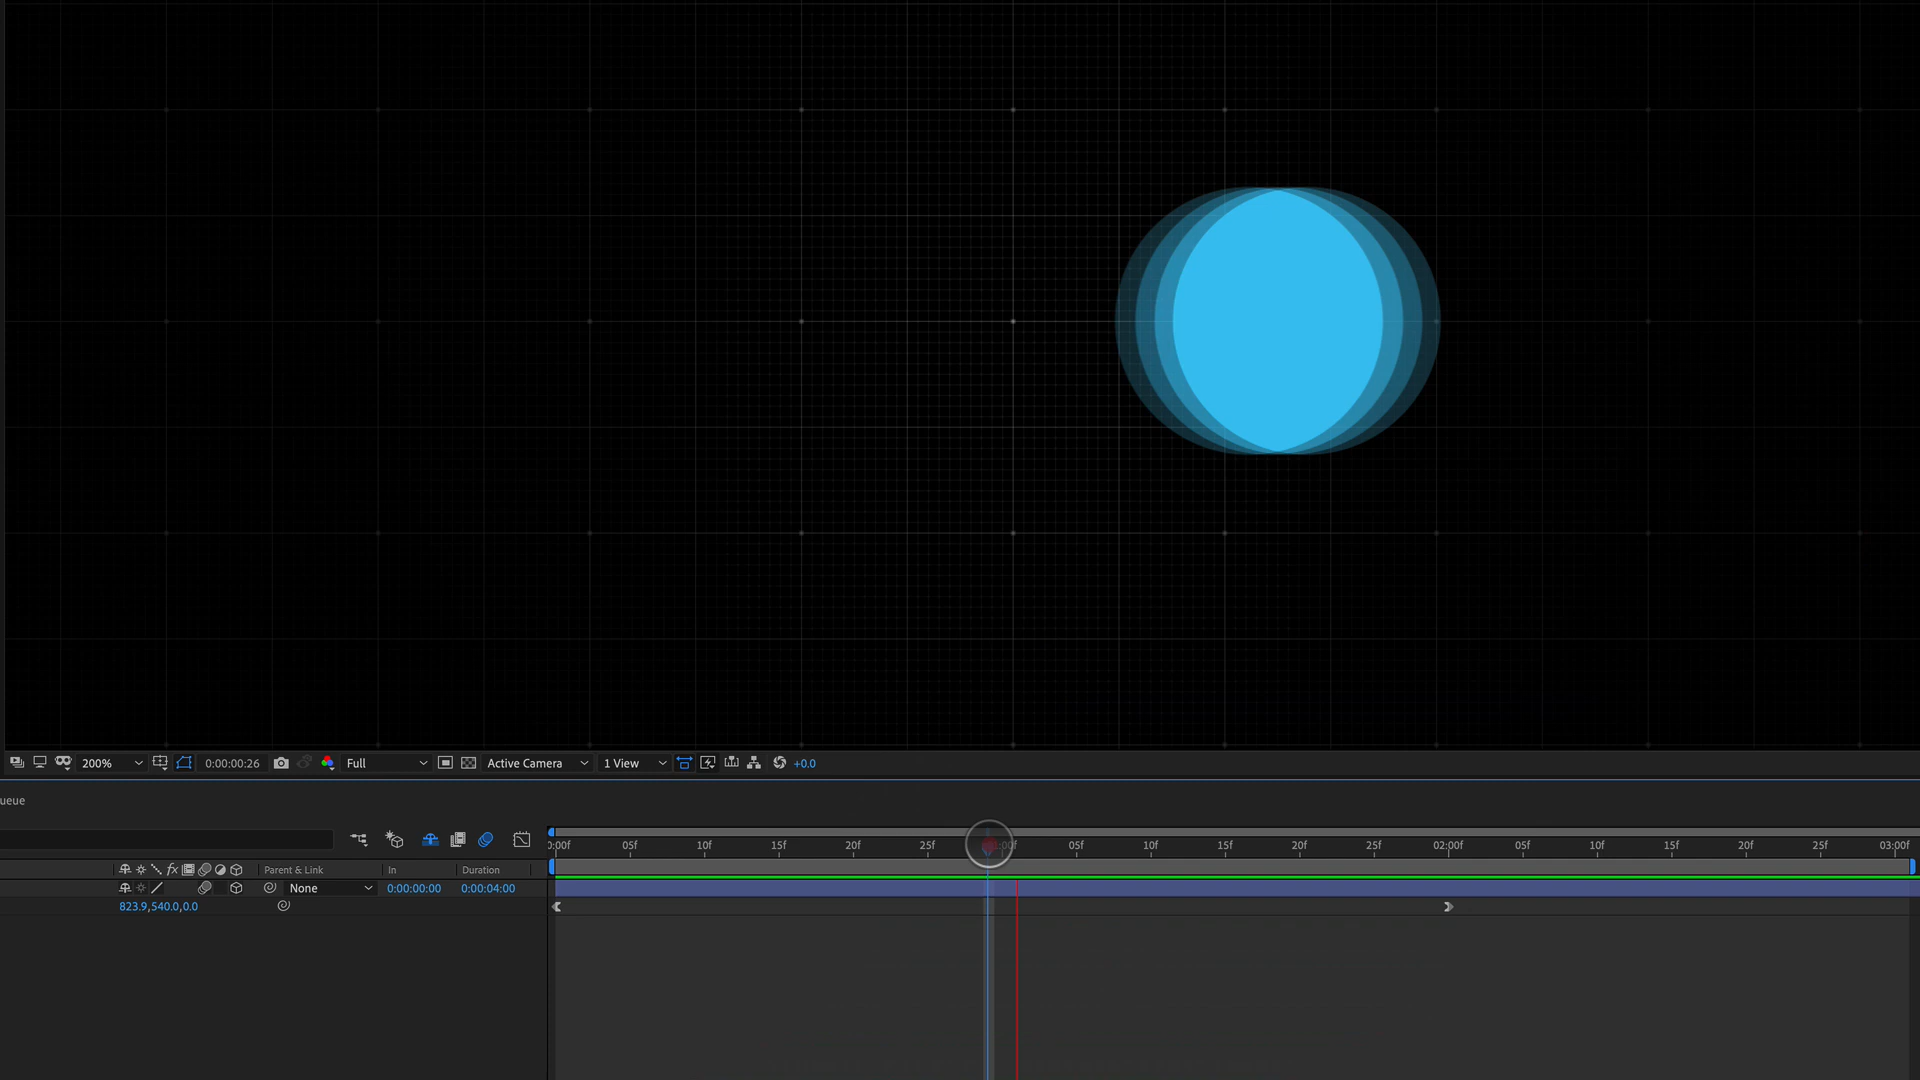 200%
0:00:00:26
Full
Active Camera
1 View
+0.0
ueue
0:00f 05f 10f 15f 20f 25f 05f 10f 15f 20f 25f 02:00f 05f 10f 15f 20f 25f 03:00f
fx Parent & Link In Duration
None 0:00:00:00 0:00:04:00
823.9,540.0,0.0